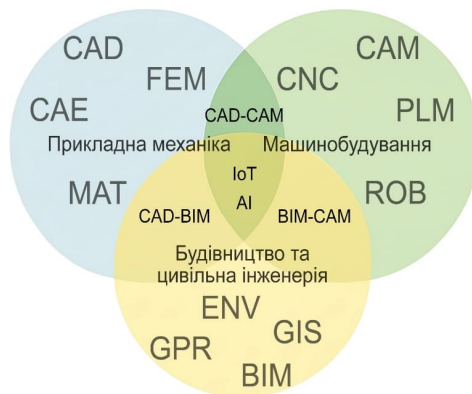 CAD
CAM
FEM
CNC
CAE
CAD-CAM
PLM
Прикладна механіка
Машинобудування
IoT
MAT
AI
ROB
CAD-BIM
BIM-CAM
Будівництво та
цивільна інженерія
ENV
GPR
GIS
BIM